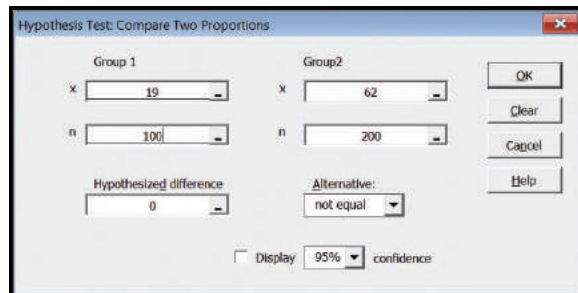 Hypothesis Test: Compare Two Proportions
Group 1 Group2
x 19 x 62
n 100 n 200
Hypothesized difference Alternative:
0 not equal
Display 95% confidence
OK
Clear
Cancel
Help